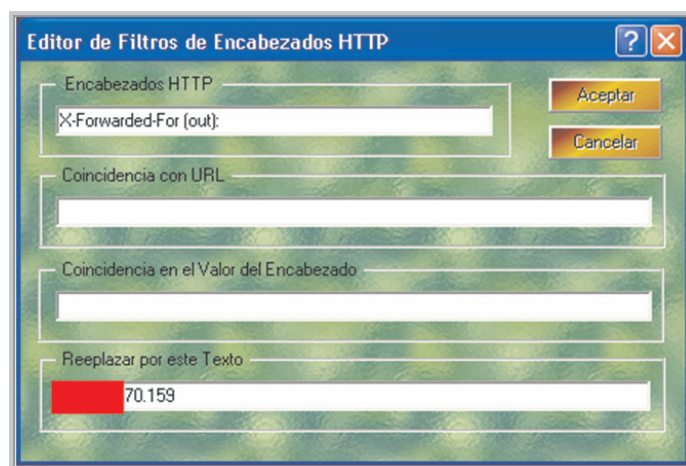 Editor de Filtros de Encabezados HTTP
Encabezados HTTP
Aceptar
X-Forwarded-For (out):
Cancelar
Coincidencia con URL
Coincidencia en el Valor del Encabezado
Reeplazar por este Texto
70.159